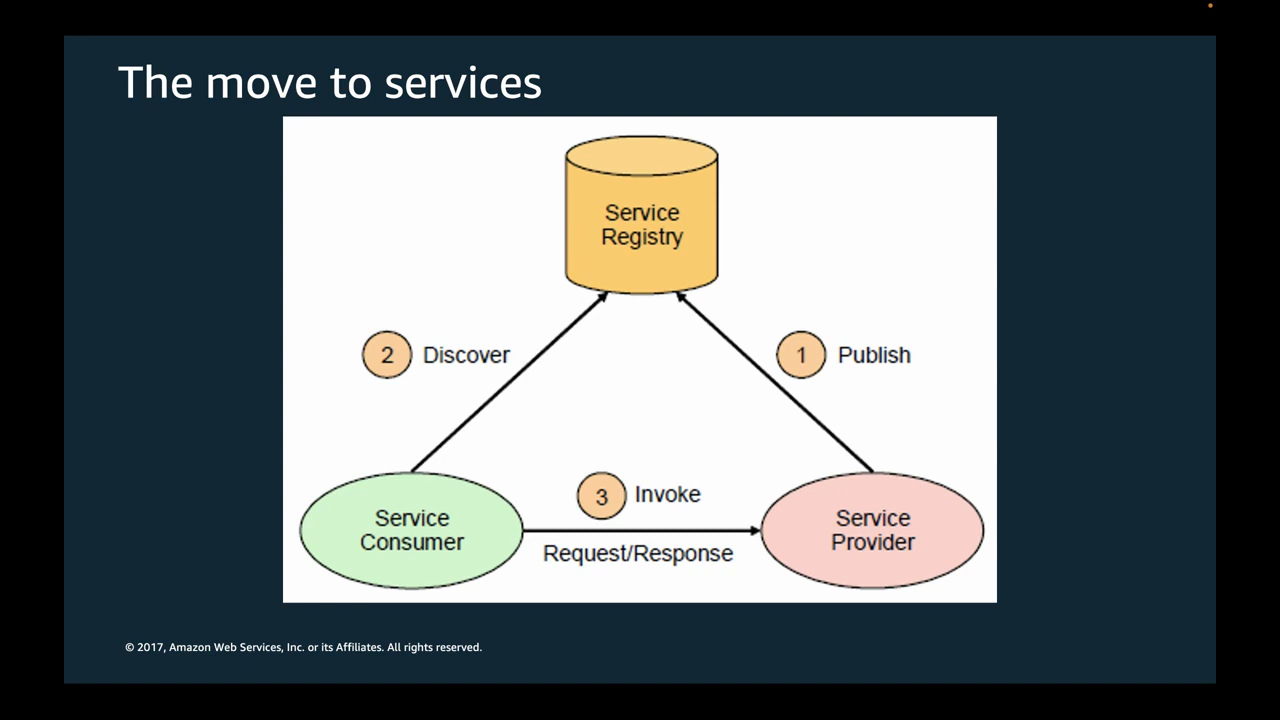 The move to services
Service
Registry
2 Discover
1 Publish
3 Invoke
Service
Consumer
Request/Response
Service
Provider
© 2017, Amazon Web Services, Inc. or its Affiliates. All rights reserved.